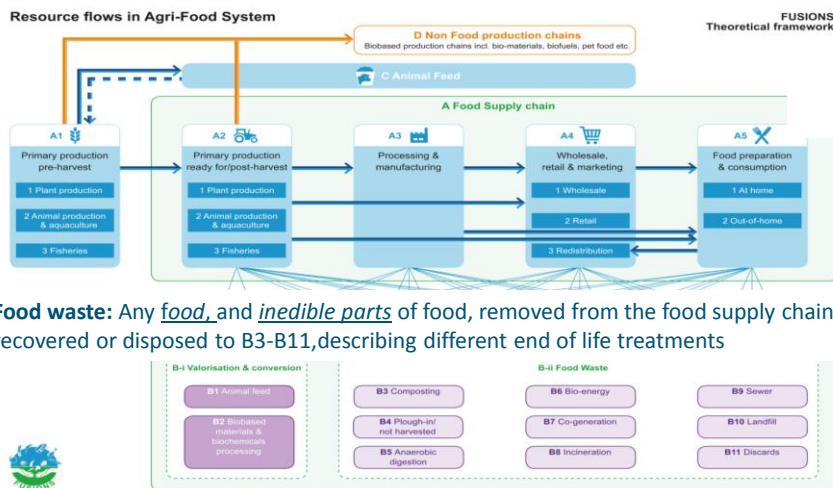 Resource flows in Agri-Food System
FUSIONS
Theoretical framework
D Non Food production chains
Biobased production chains incl. bio-materials, biofuels, pet food etc.
C Animal Feed
A Food Supply chain
A1
Primary production
pre-harvest
1 Plant production
2 Animal production
& aquaculture
3 Fisheries
A2
Primary production
ready for/post-harvest
1 Plant production
2 Animal production
& aquaculture
3 Fisheries
A3
Processing &
manufacturing
A4
Wholesale,
retail & marketing
1 Wholesale
2 Retail
3 Redistribution
A5
Food preparation
& consumption
1 At home
2 Out-of-home
Food waste: Any food, and inedible parts of food, removed from the food supply chain
recovered or disposed to B3-B11,describing different end of life treatments
B-i Valorisation & conversion
B1 Animal feed
B2 Biobased
materials &
biochemicals
processing
B-ii Food Waste
B3 Composting
B4 Plough-in/
not harvested
B5 Anaerobic
digestion
B6 Bio-energy
B7 Co-generation
B8 Incineration
B9 Sewer
B10 Landfill
B11 Discards
FUSIONS